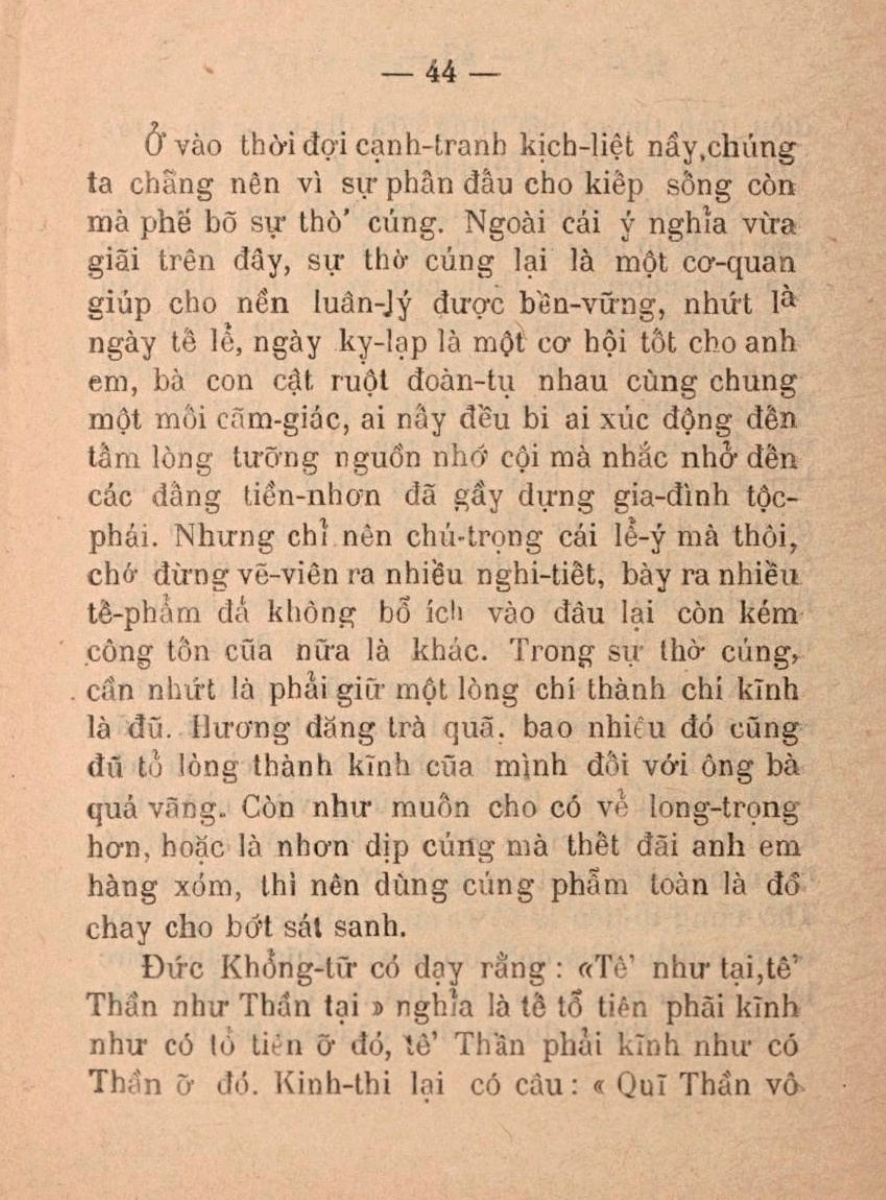 — 44 —
Ở vào thời đợi cạnh-tranh kịch-liệt nầy,chúng
ta chẵng nên vì sự phấn đấu cho kiếp sống còn
mà phế bõ sự thờ’ cúng. Ngoài cái ý nghỉa vừa
giãi trên đây, sự thờ cúng lại là một cơ-quan
giúp cho nền luân-lý được bền-vững, nhứt là
ngày tế lể, ngày kỵ-lạp là một cơ hội tốt cho anh
em, bà con cật ruột đoàn-tụ nhau cùng chung
một mối cãm-giác, ai nấy đều bi ai xúc động đến
tấm lòng tưỡng nguồn nhớ cội mà nhắc nhở đến
các đấng tiền-nhơn đã gầy dựng gia-đình tộc-
phái. Nhưng chỉ nên chú-trọng cái lể-ý mà thôi,
chớ đừng vẽ-viên ra nhiều nghi-tiết, bày ra nhiều
tế-phẩm đá không bổ ích vào đâu lại còn kém
công tốn cũa nữa là khác. Trong sự thờ cúng,
cần nhứt là phải giữ một lòng chí thành chí kĩnh
là đũ. Hương đăng trà quã, bao nhiêu đó cũng
đũ tỏ lòng thành kĩnh cũa mình đối với ông bà
quá vãng. Còn như muốn cho có vẻ long-trọng
hơn, hoặc là nhơn dịp cúng mà thết đãi anh em
hàng xóm, thì nên dùng cúng phẩm toàn là đồ
chay cho bớt sát sanh.
Đức Khổng-tữ có dạy rằng : «Tế’ như tại,tế’
Thần như Thần tại » nghỉa là tế tổ tiên phãi kĩnh
như có tổ tiên ỡ đó, tế’ Thần phải kĩnh như có
Thần ỡ đó. Kinh-thi lại có câu : « Quĩ Thần vô